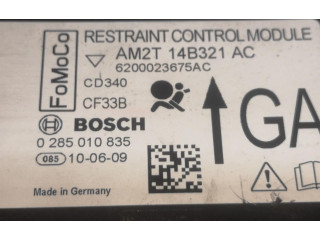 FoMoCo
RESTRAINT CONTROL MODULE
AM2T 14B321 AC
6200023675AC
CD340
CF33B
BOSCH
0 285 010 835
085 10-06-09
Made in Germany
GA